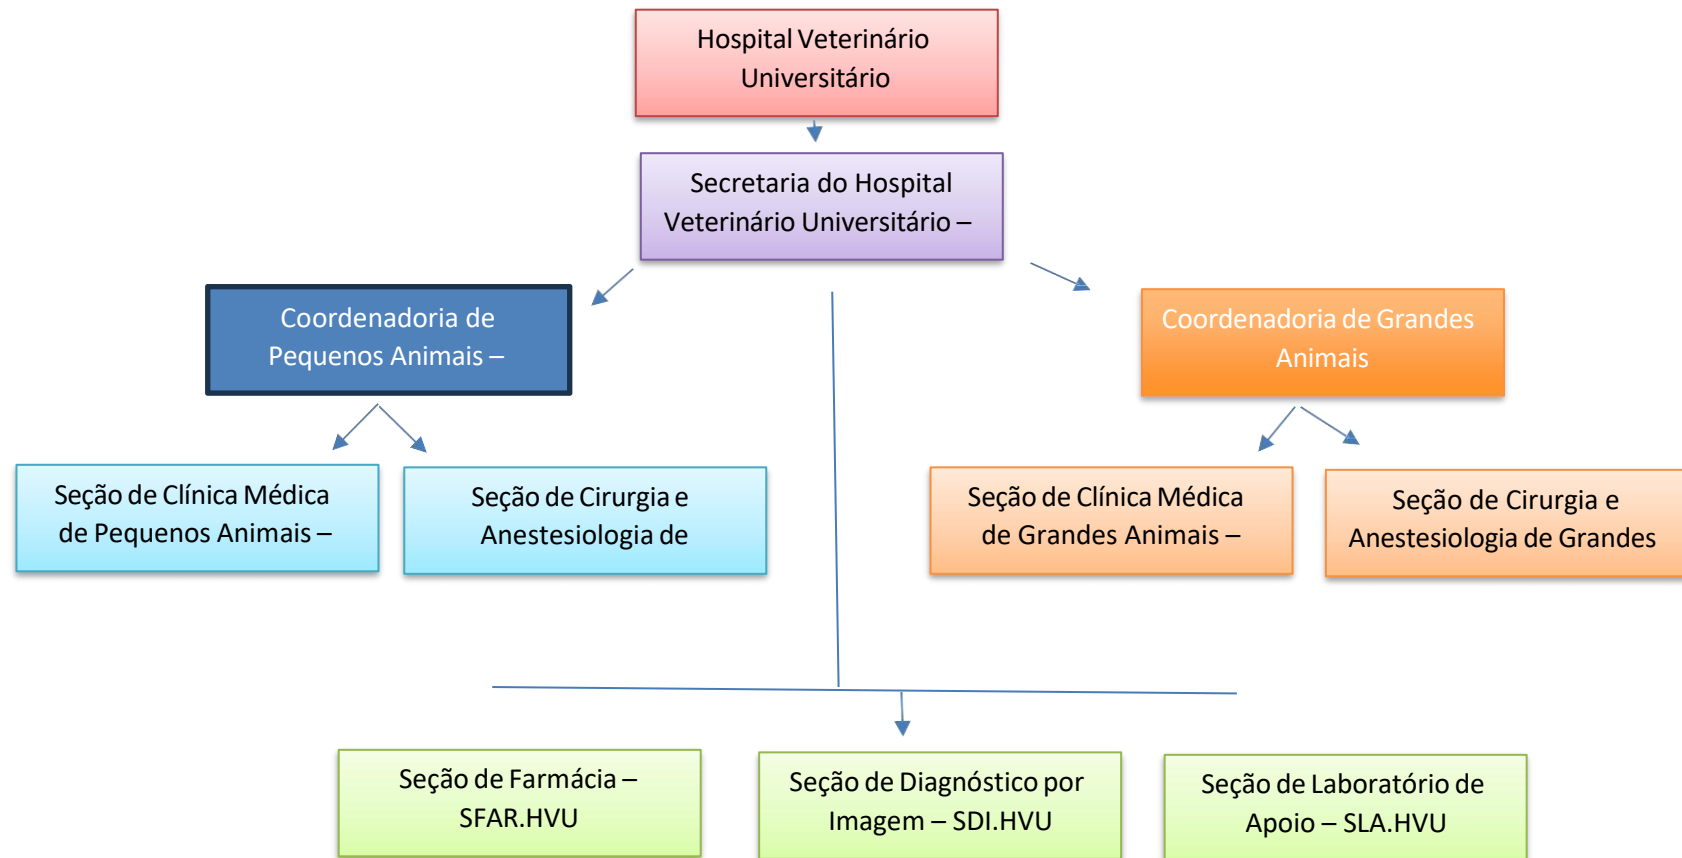 Hospital Veterinário
Universitário
Secretaria do Hospital
Veterinário Universitário –
Coordenadoria de
Pequenos Animais –
Coordenadoria de Grandes
Animais
Seção de Clínica Médica
de Pequenos Animais –
Seção de Cirurgia e
Anestesiologia de
Seção de Clínica Médica
de Grandes Animais –
Seção de Cirurgia e
Anestesiologia de Grandes
Seção de Farmácia –
SFAR.HVU
Seção de Diagnóstico por
Imagem – SDI.HVU
Seção de Laboratório de
Apoio – SLA.HVU